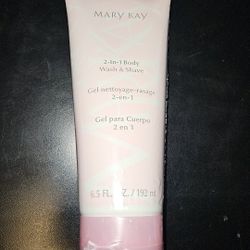 MARY KAY
2-in-1 Body
Wash & Shave
Gel nettoyage-rasage
2-en-1
Gel para Cuerpo
2 en 1
6.5 FL. OZ. / 192 ml